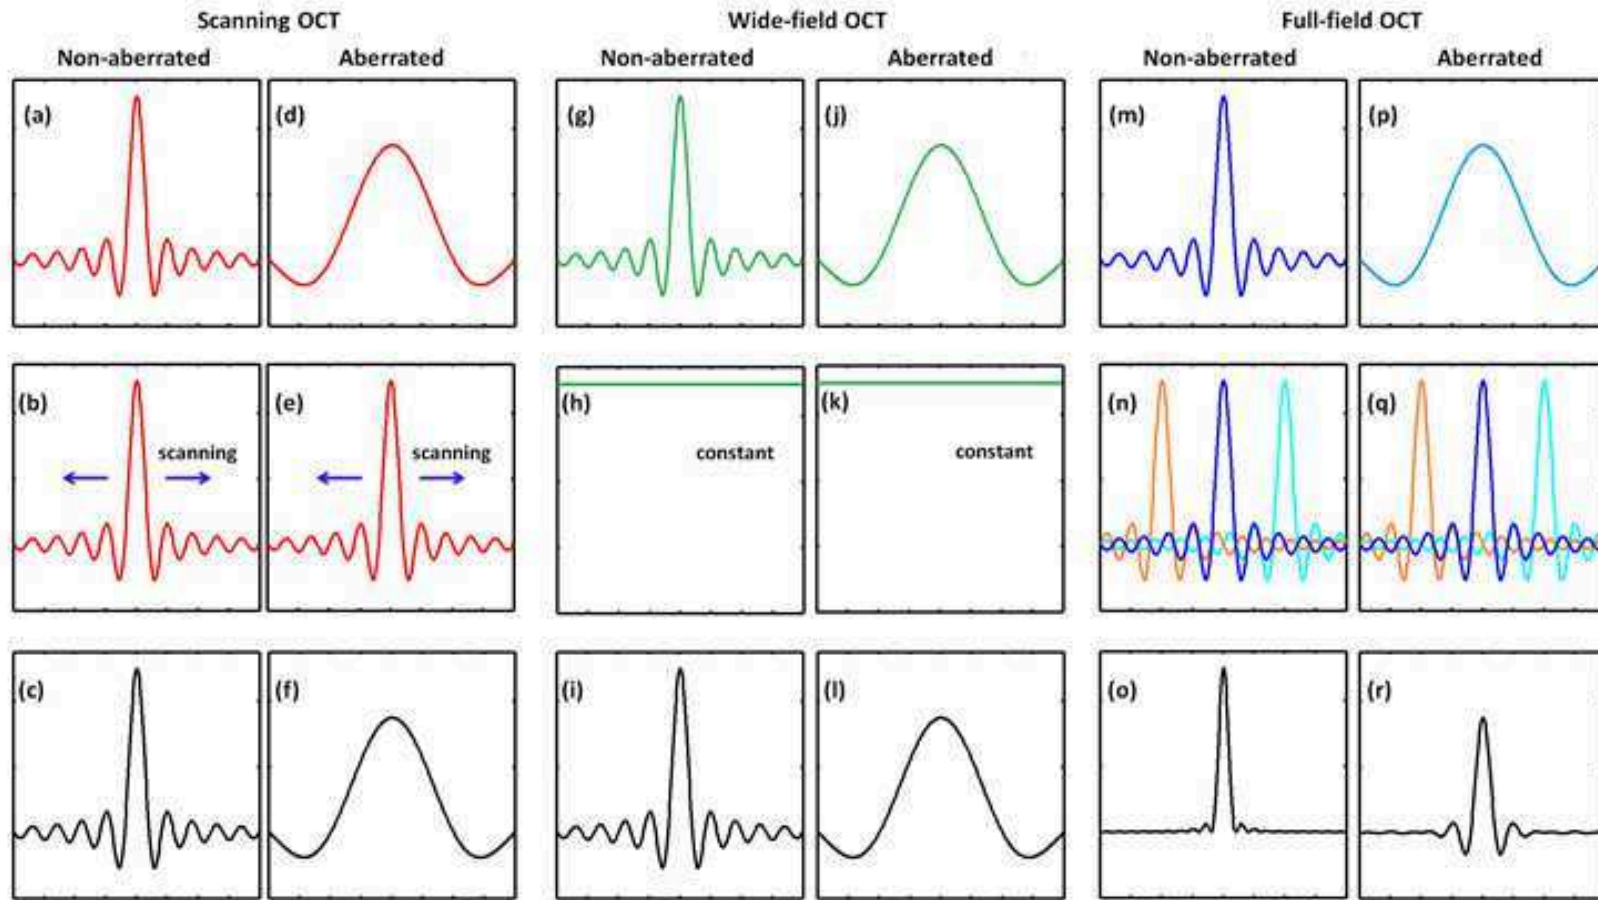 Scanning OCT
Wide-field OCT
Full-field OCT
Non-aberrated
Aberrated
Non-aberrated
Aberrated
Non-aberrated
Aberrated
(a)
(d)
(g)
(j)
(m)
(p)
(b)
scanning
(e)
scanning
(h)
constant
(k)
constant
(n)
(q)
(c)
(f)
(i)
(l)
(o)
(r)